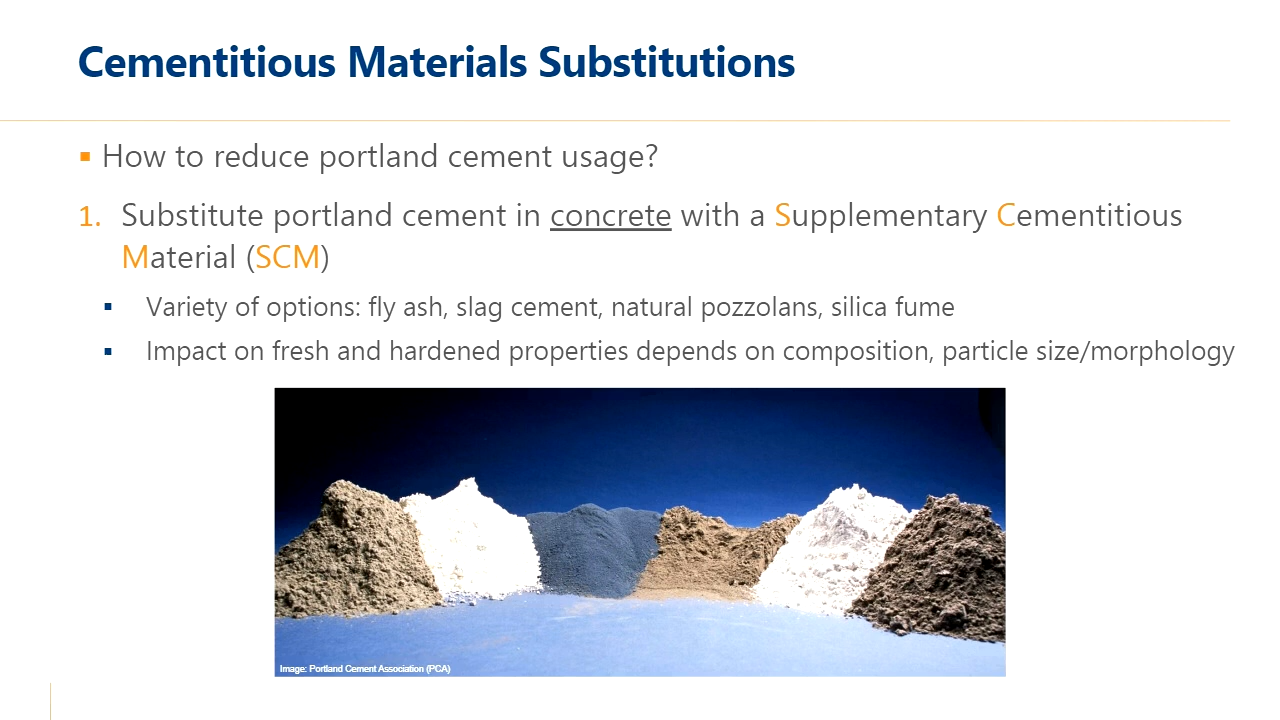 Cementitious Materials Substitutions
▪ How to reduce portland cement usage?
1. Substitute portland cement in concrete with a Supplementary Cementitious
Material (SCM)
▪ Variety of options: fly ash, slag cement, natural pozzolans, silica fume
▪ Impact on fresh and hardened properties depends on composition, particle size/morphology
Image: Portland Cement Association (PCA)